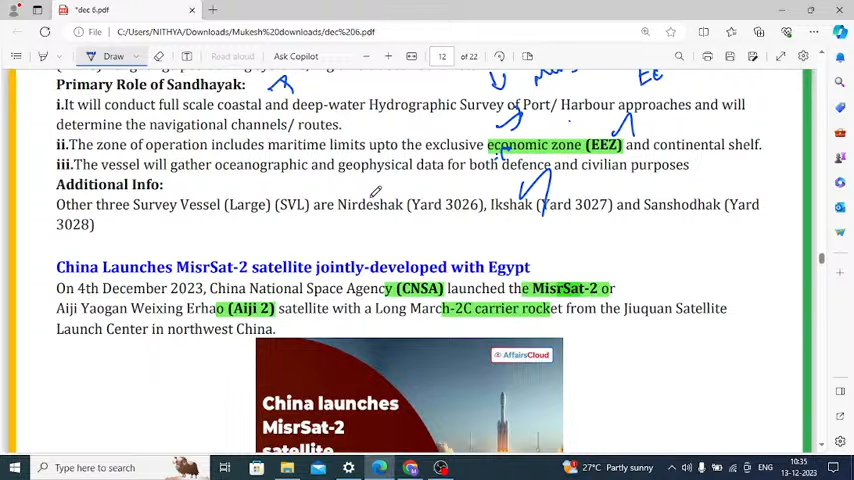 *dec 6.pdf
File | C:/Users/NITHYA/Downloads/Mukesh%20downloads/dec%206.pdf
Draw
Read aloud
Ask Copilot
12 of 22
Primary Role of Sandhayak:
i.It will conduct full scale coastal and deep-water Hydrographic Survey of Port/ Harbour approaches and will
determine the navigational channels/ routes.
ii.The zone of operation includes maritime limits upto the exclusive economic zone (EEZ) and continental shelf.
iii.The vessel will gather oceanographic and geophysical data for both defence and civilian purposes
Additional Info:
Other three Survey Vessel (Large) (SVL) are Nirdeshak (Yard 3026), Ikshak (Yard 3027) and Sanshodhak (Yard
3028)
China Launches MisrSat-2 satellite jointly-developed with Egypt
On 4th December 2023, China National Space Agency (CNSA) launched the MisrSat-2 or
Aiji Yaogan Weixing Erhao (Aiji 2) satellite with a Long March-2C carrier rocket from the Jiuquan Satellite
Launch Center in northwest China.
AffairsCloud
China launches
MisrSat-2
satellite
Type here to search
27°C Partly sunny
ENG
10:35
13-12-2023